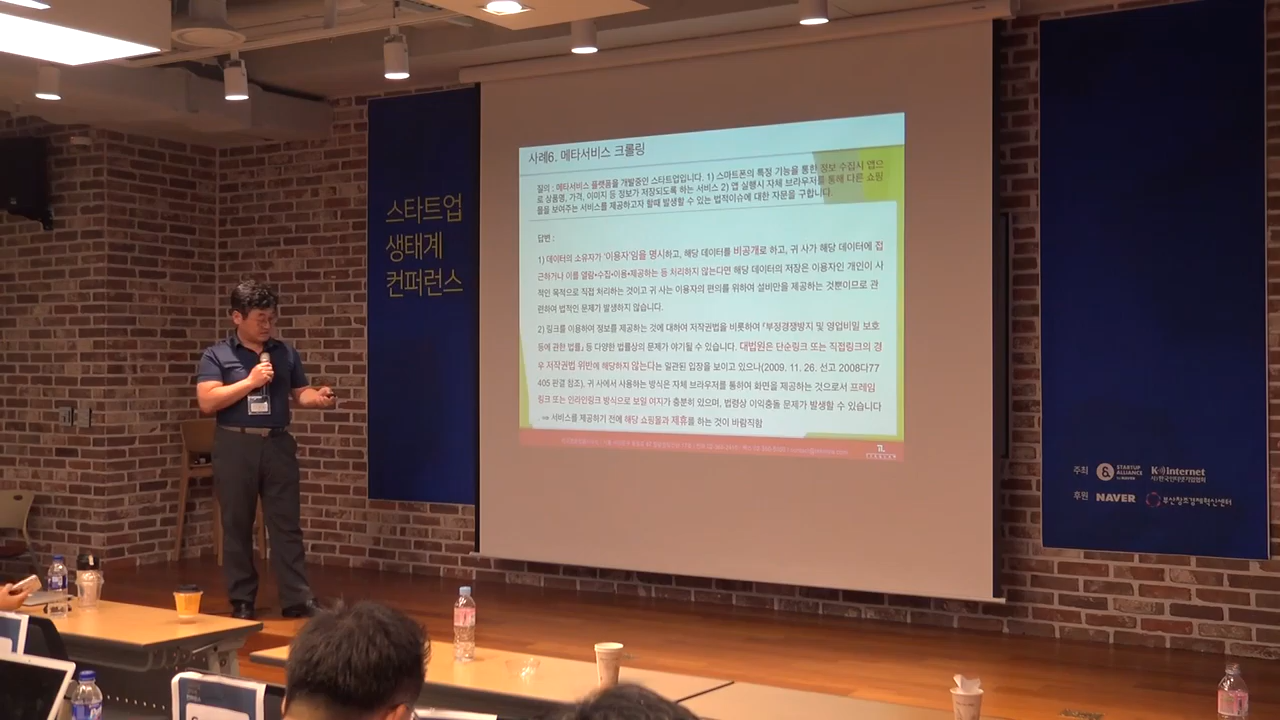 스타트업
생태계
컨퍼런스
사례6. 메타서비스 크롤링
질의 : 메타서비스 플랫폼을 개발중인 스타트업입니다. 1) 스마트폰의 특정 기능을 통한 정보 수집시 앱으
로 상품명, 가격, 이미지 등 정보가 저장되도록 하는 서비스 2) 앱 실행시 자체 브라우저를 통해 다른 쇼핑
몰을 보여주는 서비스를 제공하고자 할때 발생할 수 있는 법적이슈에 대한 자문을 구합니다.
답변 :
1) 데이터의 소유자가 '이용자'임을 명시하고, 해당 데이터를 비공개로 하고, 귀 사가 해당 데이터에 접
근하거나 이를 열람•수집•이용•제공하는 등 처리하지 않는다면 해당 데이터의 저장은 이용자인 개인이 사
적인 목적으로 직접 처리하는 것이고 귀 사는 이용자의 편의를 위하여 설비만을 제공하는 것뿐이므로 관
련하여 법적인 문제가 발생하지 않습니다.
2) 링크를 이용하여 정보를 제공하는 것에 대하여 저작권법을 비롯하여 「부정경쟁방지 및 영업비밀 보호
등에 관한 법률」 등 다양한 법률상의 문제가 야기될 수 있습니다. 대법원은 단순링크 또는 직접링크의 경
우 저작권법 위반에 해당하지 않는다는 일관된 입장을 보이고 있으나(2009. 11. 26. 선고 2008다77
405 판결 참조), 귀 사에서 사용하는 방식은 자체 브라우저를 통하여 화면을 제공하는 것으로서 프레임
링크 또는 인라인링크 방식으로 보일 여지가 충분히 있으며, 법령상 이익충돌 문제가 발생할 수 있습니다
⇒ 서비스를 제공하기 전에 해당 쇼핑몰과 제휴를 하는 것이 바람직함
주최 STARTUP ALLIANCE by NAVER K internet (사)한국인터넷기업협회
후원 NAVER 부산창조경제혁신센터